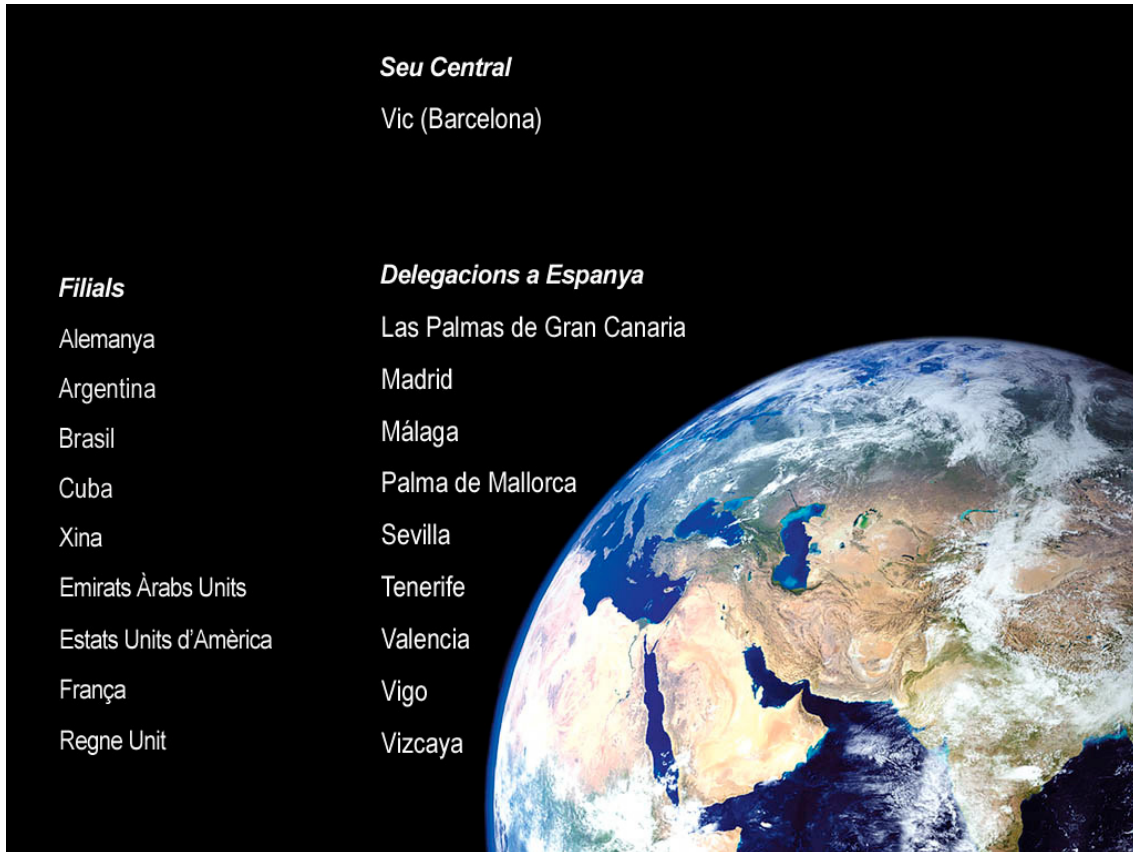 Seu Central
Vic (Barcelona)
Filials
Alemanya
Argentina
Brasil
Cuba
Xina
Emirats Àrabs Units
Estats Units d’Amèrica
França
Regne Unit
Delegacions a Espanya
Las Palmas de Gran Canaria
Madrid
Málaga
Palma de Mallorca
Sevilla
Tenerife
Valencia
Vigo
Vizcaya